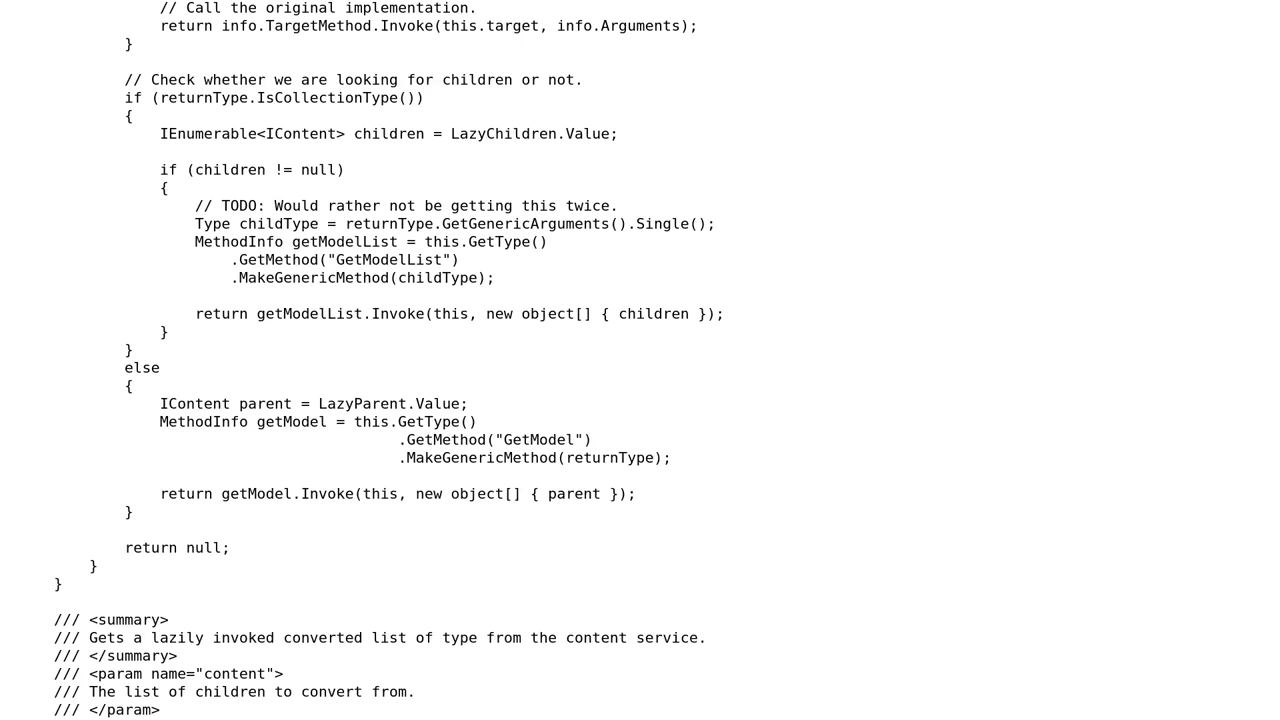 // Call the original implementation.
            return info.TargetMethod.Invoke(this.target, info.Arguments);
        }

        // Check whether we are looking for children or not.
        if (returnType.IsCollectionType())
        {
            IEnumerable<IContent> children = LazyChildren.Value;

            if (children != null)
            {
                // TODO: Would rather not be getting this twice.
                Type childType = returnType.GetGenericArguments().Single();
                MethodInfo getModelList = this.GetType()
                    .GetMethod("GetModelList")
                    .MakeGenericMethod(childType);

                return getModelList.Invoke(this, new object[] { children });
            }
        }
        else
        {
            IContent parent = LazyParent.Value;
            MethodInfo getModel = this.GetType()
                                       .GetMethod("GetModel")
                                       .MakeGenericMethod(returnType);

            return getModel.Invoke(this, new object[] { parent });
        }

        return null;
    }
}

/// <summary>
/// Gets a lazily invoked converted list of type from the content service.
/// </summary>
/// <param name="content">
/// The list of children to convert from.
/// </param>